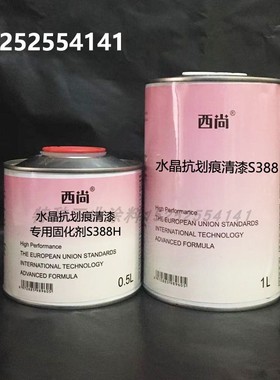 252554141
西尚
水晶抗划痕清漆
专用固化剂S388H
High Performance
THE EUROPEAN UNION STANDARDS
INTERNATIONAL TECHNOLOGY
ADVANCED FORMULA
0.5L
西尚
水晶抗划痕清漆S388
High Performance
THE EUROPEAN UNION STANDARDS
INTERNATIONAL TECHNOLOGY
ADVANCED FORMULA
1L